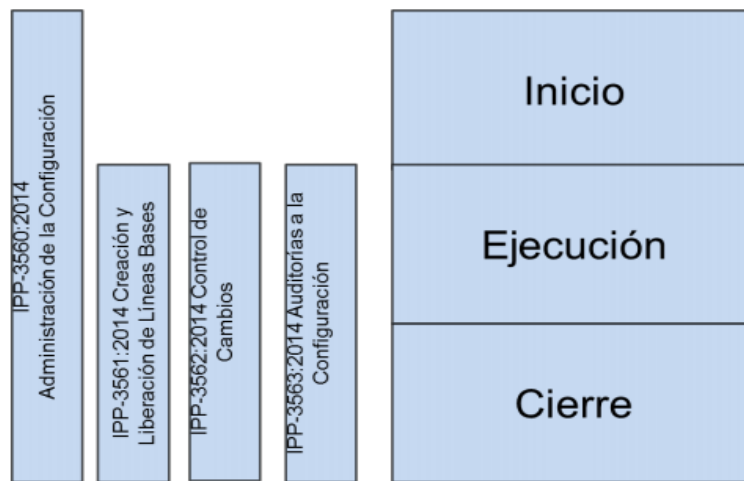 IPP-3560:2014
Administración de la Configuración
IPP-3561:2014 Creación y
Liberación de Líneas Bases
IPP-3562:2014 Control de
Cambios
IPP-3563:2014 Auditorías a la
Configuración
Inicio
Ejecución
Cierre